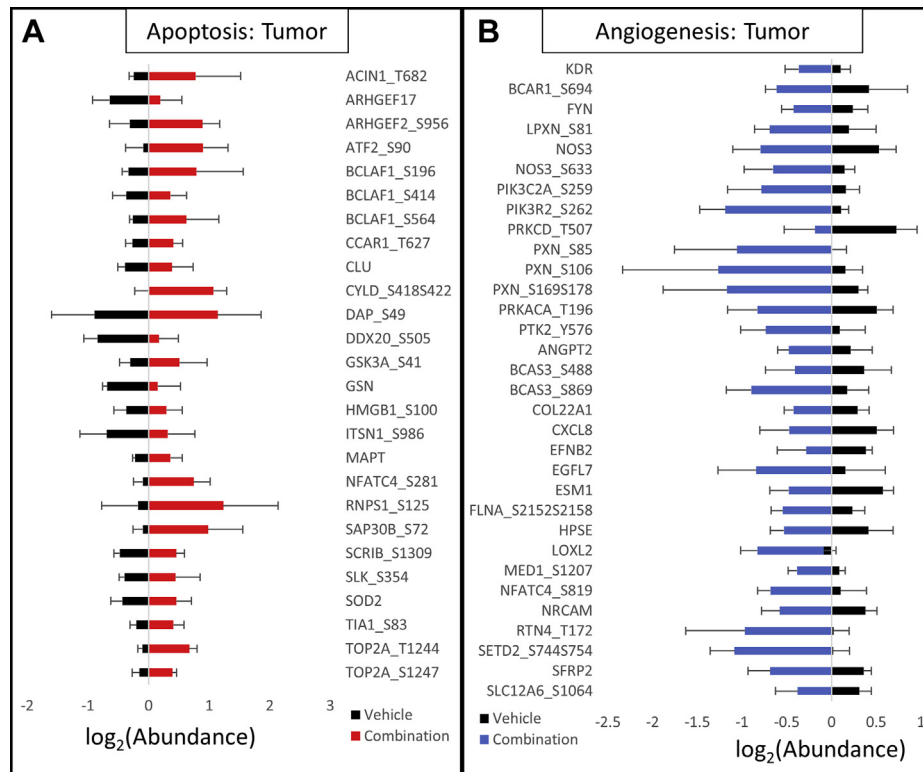 A
Apoptosis: Tumor
ACIN1_T682
ARHGEF17
ARHGEF2_S956
ATF2_S90
BCLAF1_S196
BCLAF1_S414
BCLAF1_S564
CCAR1_T627
CLU
CYLD_S418S422
DAP_S49
DDX20_S505
GSK3A_S41
GSN
HMGB1_S100
ITSN1_S986
MAPT
NFATC4_S281
RNPS1_S125
SAP30B_S72
SCRIB_S1309
SLK_S354
SOD2
TIA1_S83
TOP2A_T1244
TOP2A_S1247
-2 -1 0 1 2 3
Vehicle
Combination
log2(Abundance)
B
Angiogenesis: Tumor
KDR
BCAR1_S694
FYN
LPXN_S81
NOS3
NOS3_S633
PIK3C2A_S259
PIK3R2_S262
PRKCD_T507
PXN_S85
PXN_S106
PXN_S169S178
PRKACA_T196
PTK2_Y576
ANGPT2
BCAS3_S488
BCAS3_S869
COL22A1
CXCL8
EFNB2
EGFL7
ESM1
FLNA_S2152S2158
HPSE
LOXL2
MED1_S1207
NFATC4_S819
NRCAM
RTN4_T172
SETD2_S744S754
SFRP2
SLC12A6_S1064
-2.5 -2 -1.5 -1 -0.5 0 0.5 1
Vehicle
Combination
log2(Abundance)